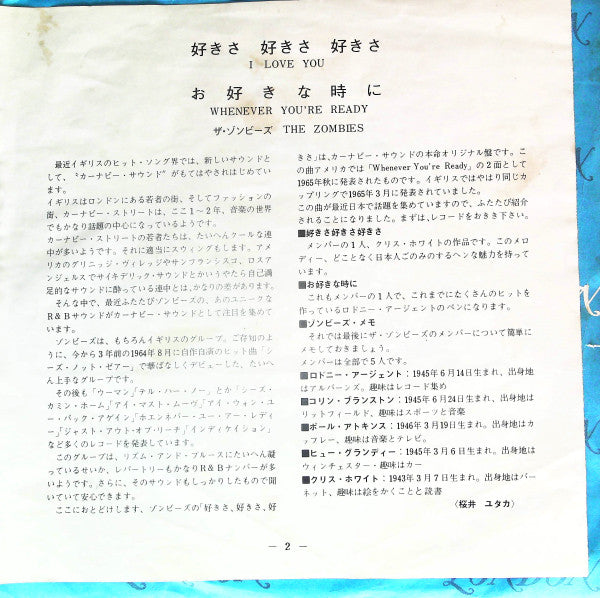 好きさ 好きさ 好きさ
I LOVE YOU
お好きな時に
WHENEVER YOU'RE READY
ザ・ゾンビーズ THE ZOMBIES
最近イギリスのヒット・ソング界では、新しいサウンドと
して、“カーナビー・サウンド”がもてはやされはじめてい
ます。
イギリスはロンドンにある若者の街、そしてファッションの
街、カーナビー・ストリートは、ここ1〜2年、音楽の世界
でもかなり話題の中心になっているようです。
カーナビー・ストリートの若者たちは、たいへんクールな連
中が多いようです。それに適当にスウィングもします。アメ
リカのグリニッジ・ヴィレッジやサンフランシスコ、ロスア
ンジェルスでサイキデリック・サウンドとかいうやたら自己満
足的なサウンドに酔っている連中とは、かなりの差があります。
そんな中で、最近ふたたびゾンビーズの、あのユニークな
R&Bサウンドがカーナビー・サウンドとして注目を集めて
います。
ゾンビーズは、もちろんイギリスのグループ。ご存知のよ
うに、今から3年前の1964年8月に自作自演のヒット曲「シ
ーズ・ノット・ゼアー」で華ばなしくデビューした、たいへ
ん上手なグループです。
その後も「ウーマン」「テル・ハー・ノー」とか「シーズ・
カミン・ホーム」「アイ・マスト・ムーヴ」「アイ・ウォン・ユ
ー・バック・アゲイン」「ホエンネバー・ユー・アー・レディ
ー」「ジャスト・アウト・オブ・リーチ」「インディケイション」
など多くのレコードを発表しています。
このグループは、リズム・アンド・ブルースにたいへん凝
っているせいか、レパートリーもかなりR&Bナンバーが多
いようです。さらに、そのサウンドもしっかりしたもので聞
いていて安心できます。
ここにおとどけします、ゾンビーズの「好きさ、好きさ、好
きさ」は、カーナビー・サウンドの本命オリジナル盤です。こ
の曲アメリカでは「Whenever You're Ready」の2面として
1965年秋に発表されたものです。イギリスではやはり同じカ
ップリングで1965年3月に発表されていました。
この曲が最近日本で話題を集めていますので、ふたたび紹
介されることになりました。まずは、レコードをおきき下さい。
■好きさ好きさ好きさ
メンバーの1人、クリス・ホワイトの作品です。このメロ
ディー、どことなく日本人ごのみのするヘンな魅力を持って
います。
■お好きな時に
これもメンバーの1人で、これまでにたくさんのヒットを
作っているロドニー・アージェントのペンになります。
■ゾンビーズ・メモ
それでは最後にザ・ゾンビーズのメンバーについて簡単に
メモしておきましょう。
メンバーは全部で5人です。
■ロドニー・アージェント：1945年6月14日生まれ、出身地
はアルバーンズ。趣味はレコード集め
■コリン・ブランストン：1945年6月24日生まれ、出身地は
リットフィールド、趣味はスポーツと音楽
■ポール・アトキンス：1946年3月19日生まれ。出身地はカ
ッフレー、趣味は音楽とテレビ。
■ヒュー・グランディー：1945年3月6日生まれ、出身地は
ウィンチェスター・趣味はカー
■クリス・ホワイト：1943年3月7日生まれ。出身地はバー
ネット、趣味は絵をかくことと読書
〈桜井 ユタカ〉
— 2 —
LONDON